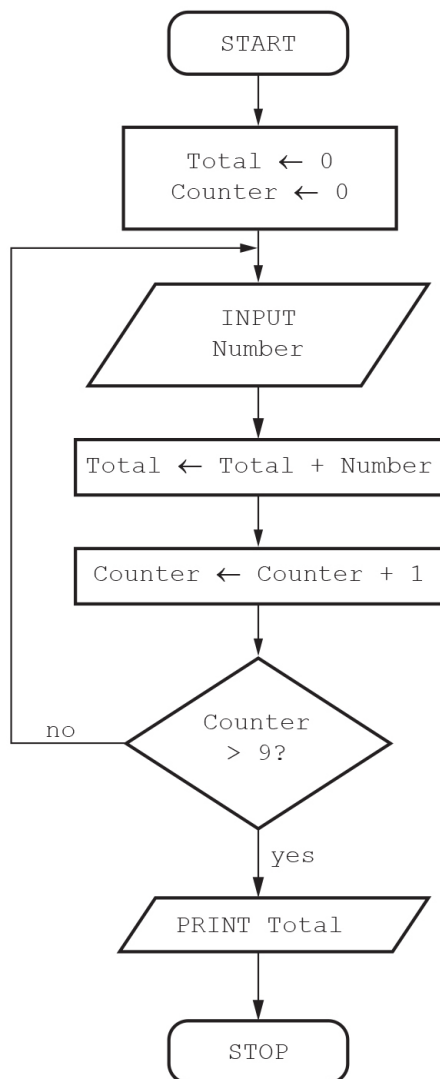 START
Total ← 0
Counter ← 0
INPUT
Number
Total ← Total + Number
Counter ← Counter + 1
Counter
> 9?
no
yes
PRINT Total
STOP